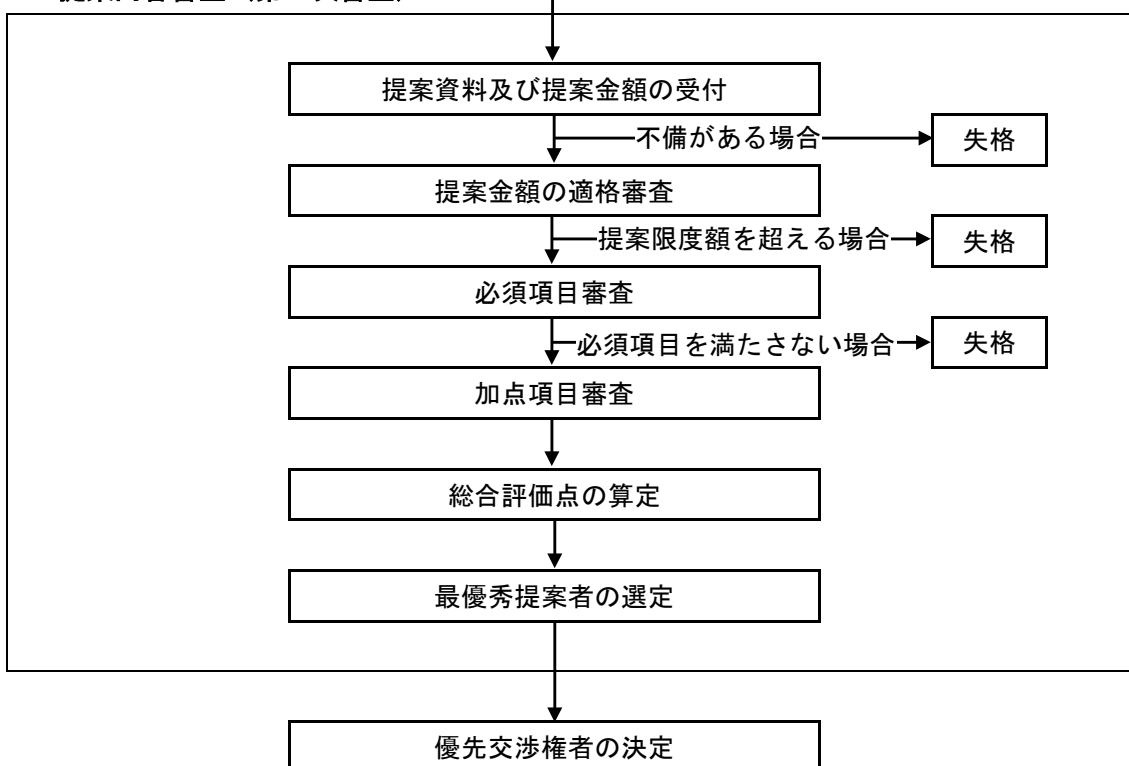 提案資料及び提案金額の受付
不備がある場合
失格
提案金額の適格審査
提案限度額を超える場合
失格
必須項目審査
必須項目を満たさない場合
失格
加点項目審査
総合評価点の算定
最優秀提案者の選定
優先交渉権者の決定